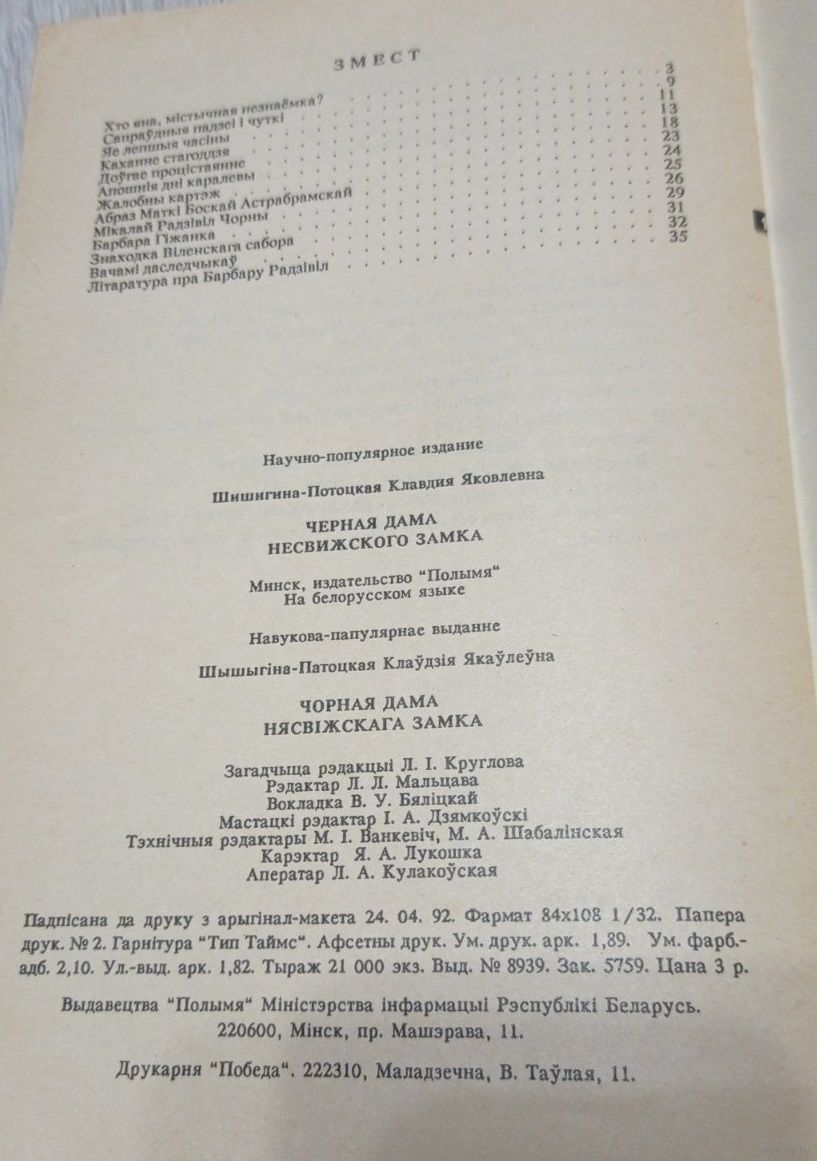 ЗМЕСТ
Хто яна, містычная незнаёмка? 3
Сапраўдныя падзеі і чуткі 9
Яе лепшыя часіны 11
Каханне стагоддзя 13
Доўгае процістаянне 18
Апошнія дні каралевы 23
Жалобны картэж 24
Абраз Маткі Боскай Астрабрамскай 25
Мікалай Радзівіл Чорны 26
Барбара Гіжанка 29
Знаходка Віленскага сабора 31
Вачамі даследчыкаў 32
Літаратура пра Барбару Радзівіл 35
Научно-популярное издание
Шишигина-Потоцкая Клавдия Яковлевна
ЧЕРНАЯ ДАМА
НЕСВИЖСКОГО ЗАМКА
Минск, издательство “Полымя“
На белорусском языке
Навукова-папулярнае выданне
Шышыгіна-Патоцкая Клаўдзія Якаўлеўна
ЧОРНАЯ ДАМА
НЯСВІЖСКАГА ЗАМКА
Загадчыца рэдакцыі Л. І. Круглова
Рэдактар Л. Л. Мальцава
Вокладка В. У. Бяліцкай
Мастацкі рэдактар І. А. Дзямкоўскі
Тэхнічныя рэдактары М. І. Ванкевіч, М. А. Шабалінская
Карэктар Я. А. Лукошка
Аператар Л. А. Кулакоўская
Падпісана да друку з арыгінал-макета 24. 04. 92. Фармат 84х108 1/32. Папера
друк. № 2. Гарнітура “Тип Таймс“. Афсетны друк. Ум. друк. арк. 1,89. Ум. фарб.-
адб. 2,10. Ул.-выд. арк. 1,82. Тыраж 21 000 экз. Выд. № 8939. Зак. 5759. Цана 3 р.
Выдавецтва “Полымя“ Міністэрства інфармацыі Рэспублікі Беларусь.
220600, Мінск, пр. Машэрава, 11.
Друкарня “Победа“. 222310, Маладзечна, В. Таўлая, 11.